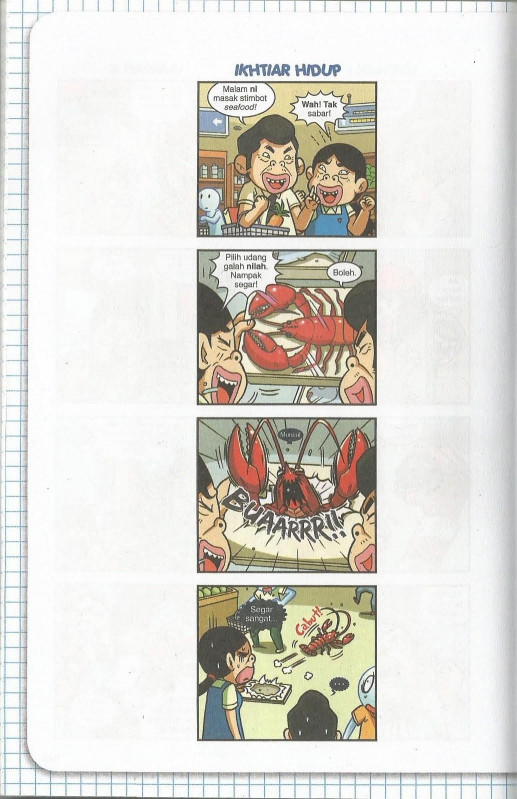 IKHTIAR HIDUP
Malam ni
masak stimbot
seafood!
Wah! Tak
sabar!
Pilih udang
galah nilah.
Nampak
segar!
Boleh.
BUAARRR!!
Segar
sangat...
Cabut!!
...